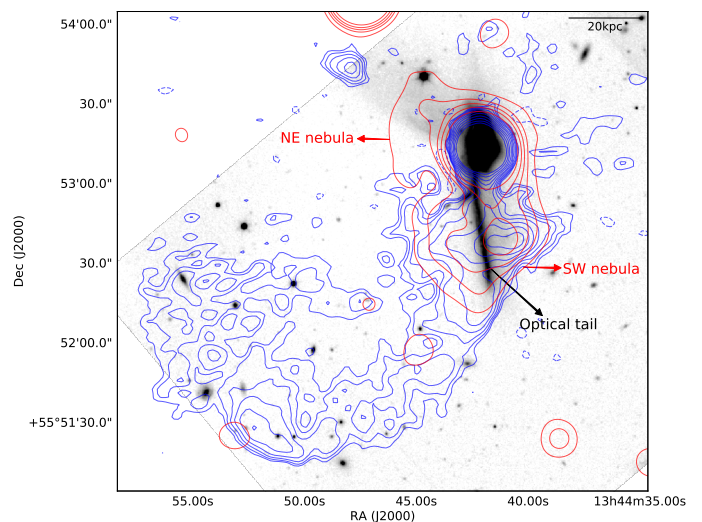 54'00.0"
20kpc
30.0"
NE nebula
53'00.0"
Dec (J2000)
30.0"
SW nebula
Optical tail
52'00.0"
+55°51'30.0"
55.00s
50.00s
45.00s
40.00s
13h44m35.00s
RA (J2000)